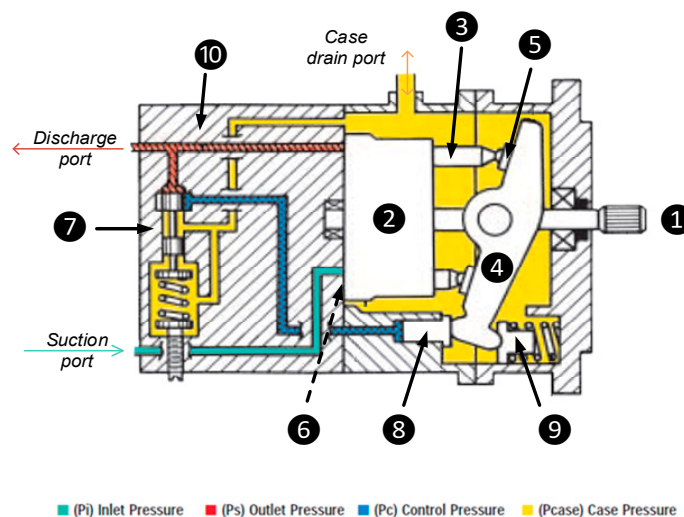 Case
drain port
3
5
10
Discharge
port
2
1
7
4
Suction
port
6
8
9
(Pi) Inlet Pressure (Ps) Outlet Pressure (Pc) Control Pressure (Pcase) Case Pressure